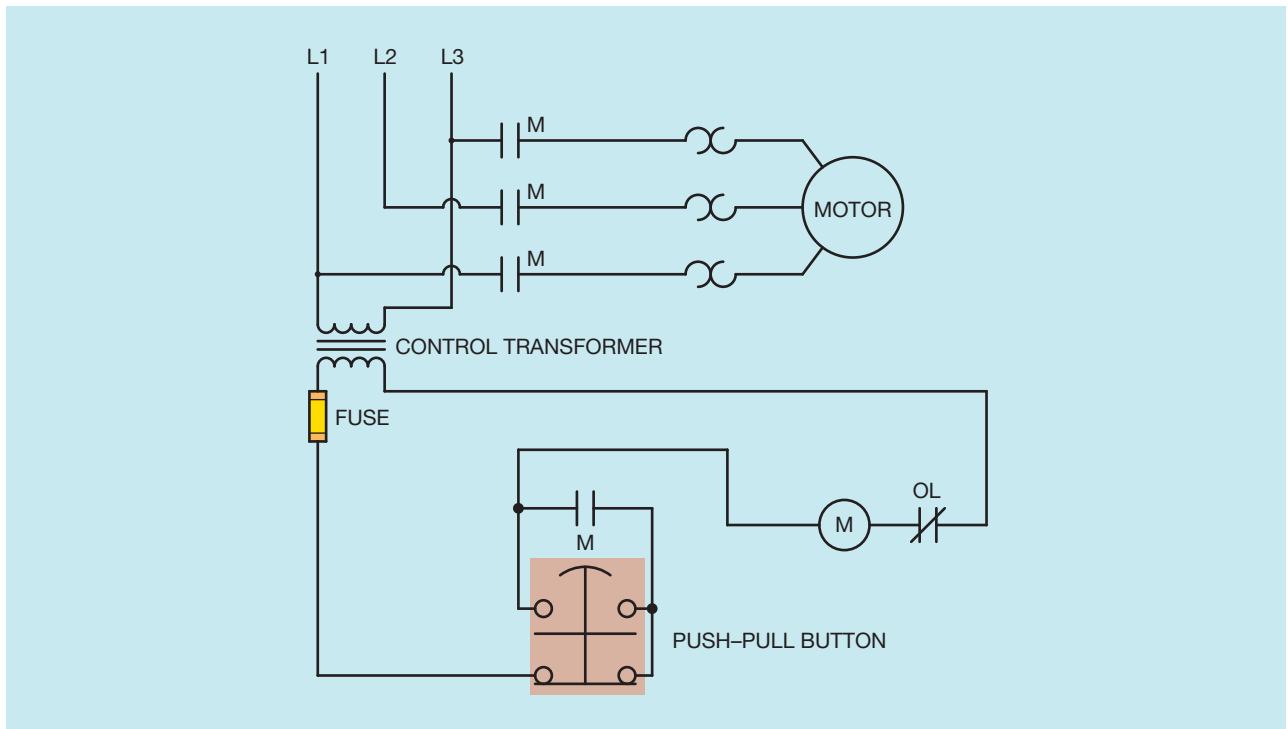 L1 L2 L3
M
M
MOTOR
M
CONTROL TRANSFORMER
FUSE
OL
M
M
PUSH–PULL BUTTON